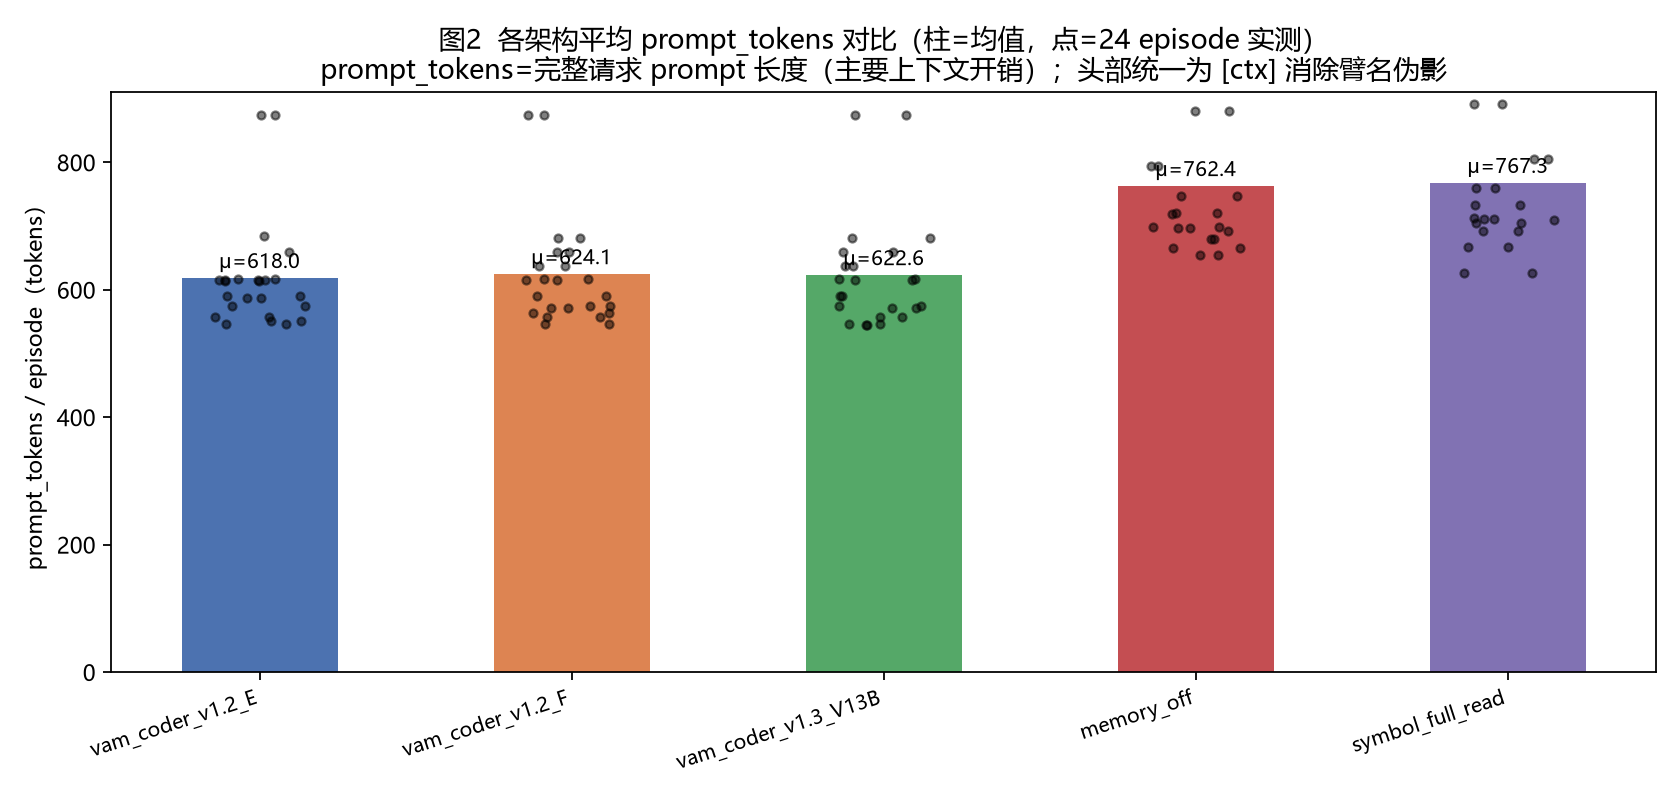 图2  各架构平均 prompt_tokens 对比（柱=均值，点=24 episode 实测）
prompt_tokens=完整请求 prompt 长度（主要上下文开销）；头部统一为 [ctx] 消除臂名伪影
prompt_tokens / episode (tokens)
800
600
400
200
0
μ=618.0
μ=624.1
μ=622.6
μ=762.4
μ=767.3
vam_coder_v1.2_E
vam_coder_v1.2_F
vam_coder_v1.3_V13B
memory_off
symbol_full_read